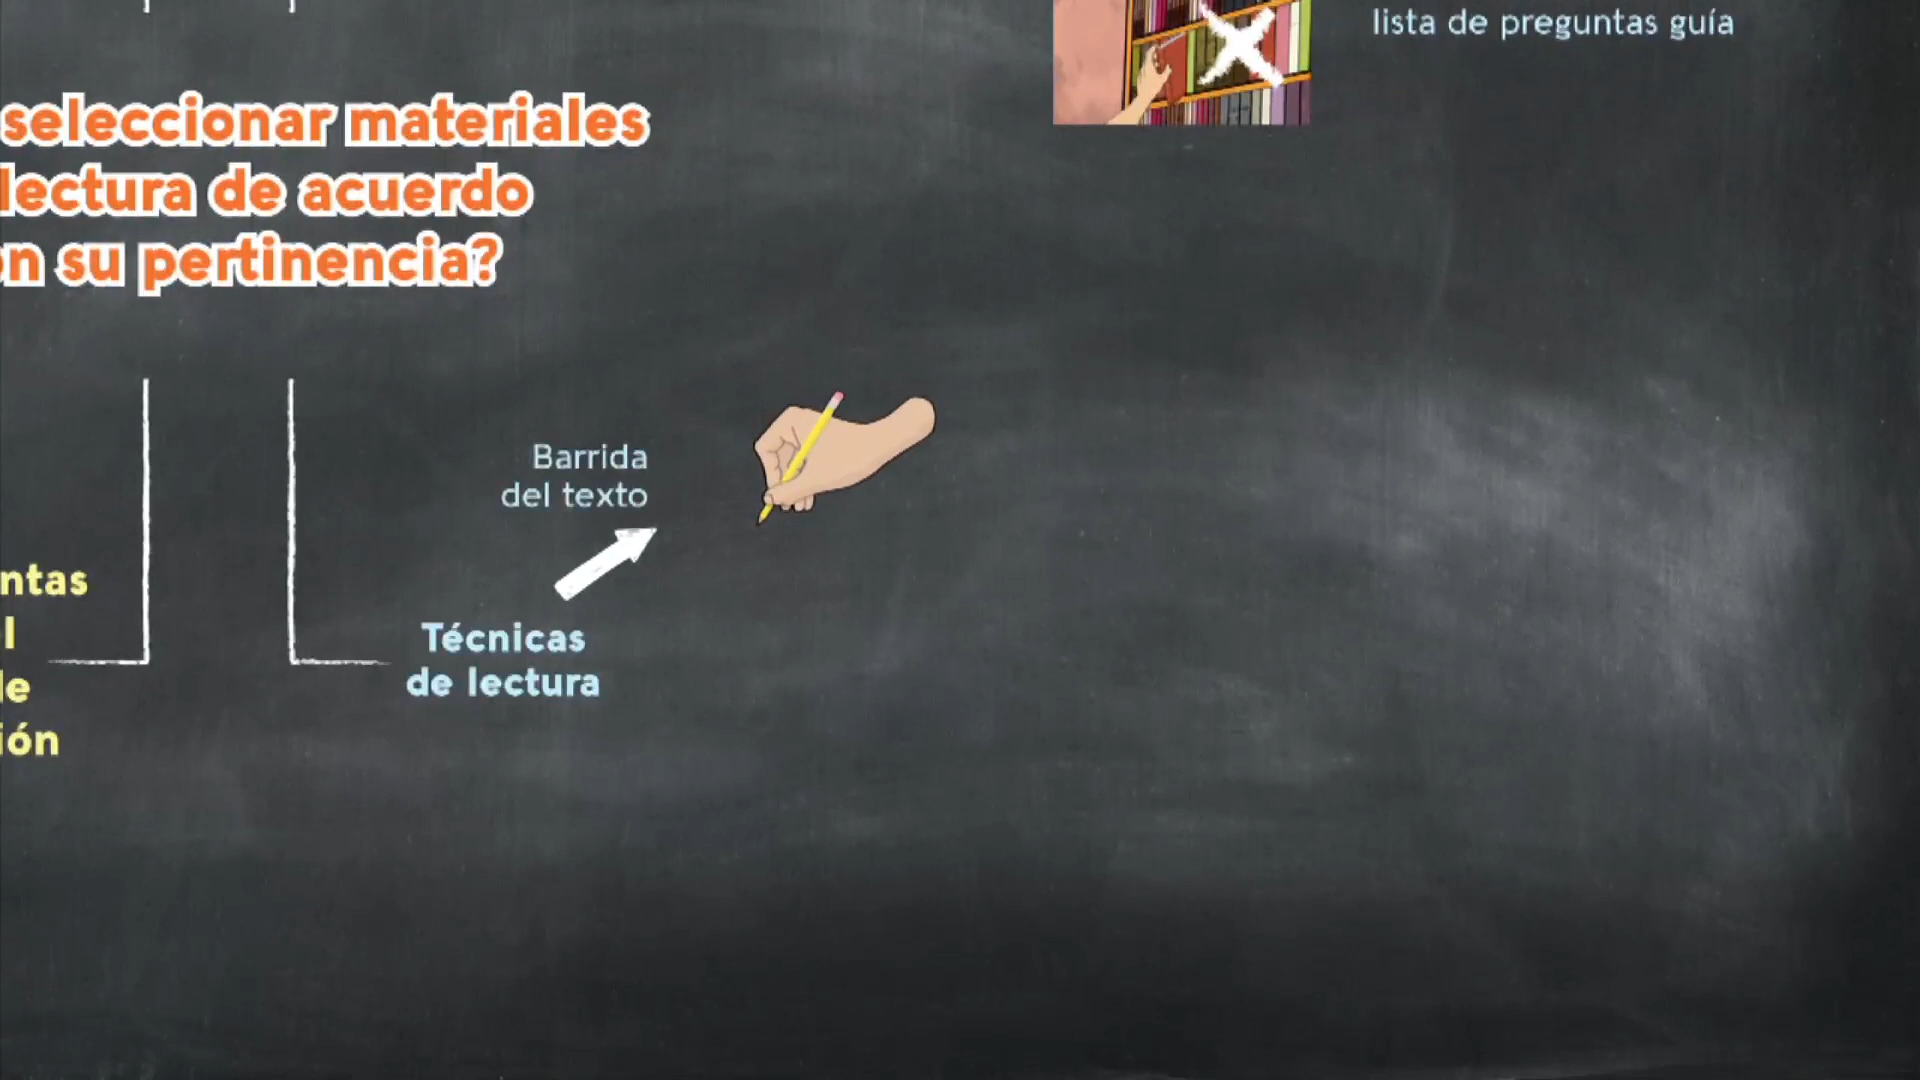 lista de preguntas guía
seleccionar materiales
lectura de acuerdo
su pertinencia?
Barrida
del texto
Técnicas
de lectura
ntas
l
ión